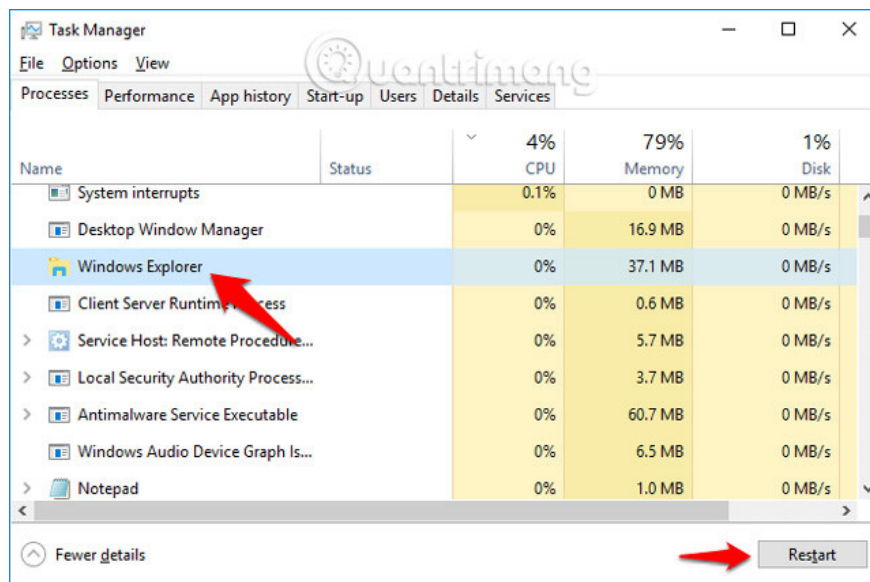 Task Manager
File Options View
Quantrimang
Processes Performance App history Start-up Users Details Services
4% 79% 1%
Name Status CPU Memory Disk
System interrupts 0.1% 0 MB 0 MB/s
Desktop Window Manager 0% 16.9 MB 0 MB/s
Windows Explorer 0% 37.1 MB 0 MB/s
Client Server Runtime Process 0% 0.6 MB 0 MB/s
Service Host: Remote Procedure... 0% 5.7 MB 0 MB/s
Local Security Authority Process... 0% 3.7 MB 0 MB/s
Antimalware Service Executable 0% 60.7 MB 0 MB/s
Windows Audio Device Graph Is... 0% 6.5 MB 0 MB/s
Notepad 0% 1.0 MB 0 MB/s
Fewer details Restart